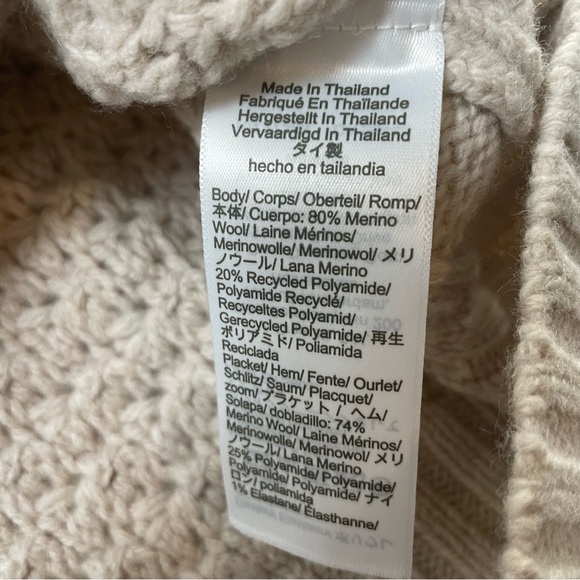 Made In Thailand
Fabriqué En Thaïlande
Hergestellt In Thailand
Vervaardigd In Thailand
タイ製
hecho en tailandia
Body/ Corps/ Oberteil/ Romp/
本体/ Cuerpo: 80% Merino
Wool/ Laine Mérinos/
Merinowolle/ Merinowol/ メリ
ノウール/ Lana Merino
20% Recycled Polyamide/
Polyamide Recyclé/
Recyceltes Polyamid/
Gerecycled Polyamide/ 再生
ポリアミド/ Poliamida
Reciclada
Placket/ Hem/ Fente/ Ourlet/
Schlitz/ Saum/ Placquet/
zoom/ プラケット / ヘム/
Solapa/ dobladillo: 74%
Merino Wool/ Laine Mérinos/
Merinowolle/ Merinowol/ メリ
ノウール/ Lana Merino
25% Polyamide/ Polyamide/
Polyamid/ Polyamide/ ナイ
ロン/ poliamida
1% Elastane/ Élasthanne/